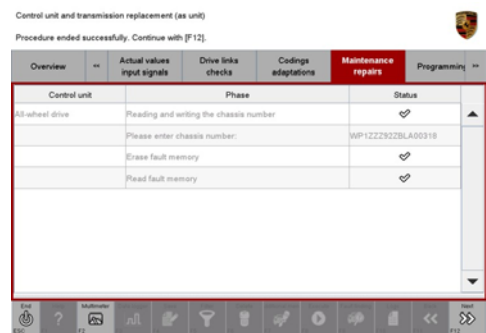 Control unit and transmission replacement (as unit)
Procedure ended successfully. Continue with [F12].
Overview
Actual values input signals
Drive links checks
Codings adaptations
Maintenance repairs
Programming
Control unit Phase Status
All-wheel drive Reading and writing the chassis number
Please enter chassis number: WP1ZZZ92ZBLA00318
Erase fault memory
Read fault memory
End Multimeter Next
ESC F2 F12